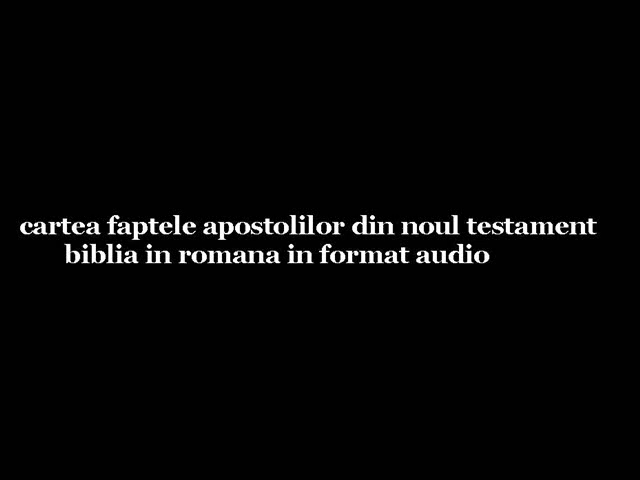 cartea faptele apostolilor din noul testament
biblia in romana in format audio